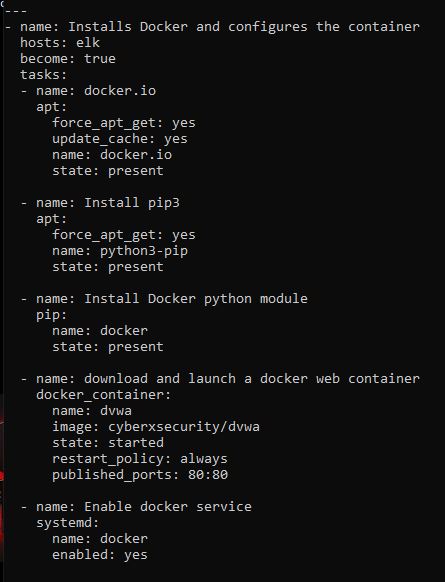 ---
- name: Installs Docker and configures the container
  hosts: elk
  become: true
  tasks:
  - name: docker.io
    apt:
      force_apt_get: yes
      update_cache: yes
      name: docker.io
      state: present

  - name: Install pip3
    apt:
      force_apt_get: yes
      name: python3-pip
      state: present

  - name: Install Docker python module
    pip:
      name: docker
      state: present

  - name: download and launch a docker web container
    docker_container:
      name: dvwa
      image: cyberxsecurity/dvwa
      state: started
      restart_policy: always
      published_ports: 80:80

  - name: Enable docker service
    systemd:
      name: docker
      enabled: yes